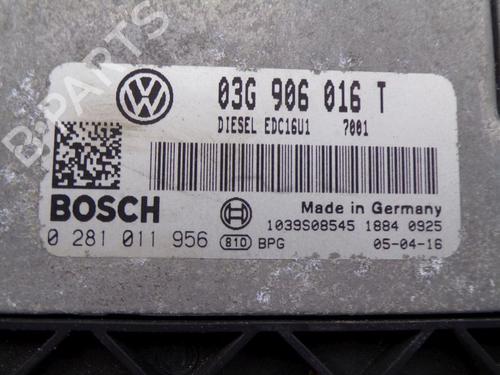 03G 906 016 T
DIESEL EDC16U1 7001
BOSCH
Made in Germany
1039S08545 1884 0925
0 281 011 956 810 BPG 05-04-16
B-PARTS